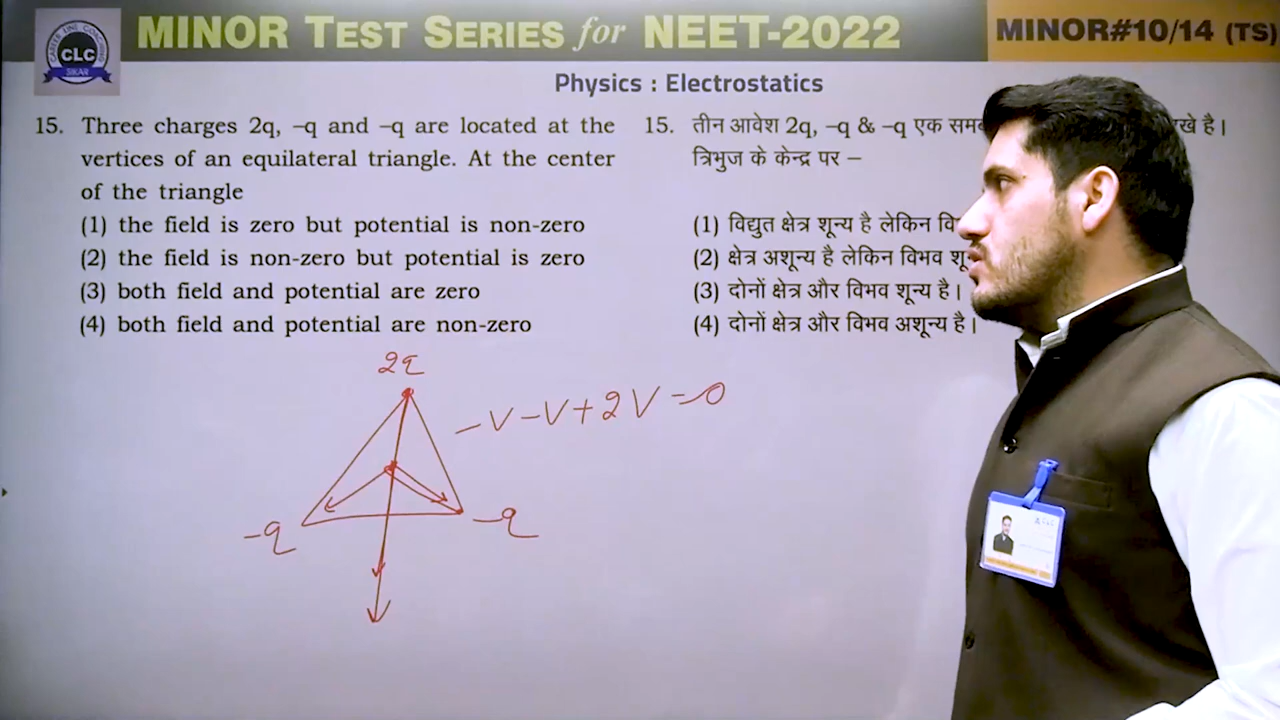 MINOR TEST SERIES for NEET-2022
MINOR#10/14 (TS)
CLC
SIKAR
Physics : Electrostatics
15. Three charges 2q, –q and –q are located at the
vertices of an equilateral triangle. At the center
of the triangle
(1) the field is zero but potential is non-zero
(2) the field is non-zero but potential is zero
(3) both field and potential are zero
(4) both field and potential are non-zero
15. तीन आवेश 2q, –q & –q एक
है।
त्रिभुज के केन्द्र पर –
(1) विद्युत क्षेत्र शून्य है लेकिन
(2) क्षेत्र अशून्य है लेकिन विभव
(3) दोनों क्षेत्र और विभव शून्य है।
(4) दोनों क्षेत्र और विभव अशून्य है।
2q
-V-V+2V=0
-q
-q